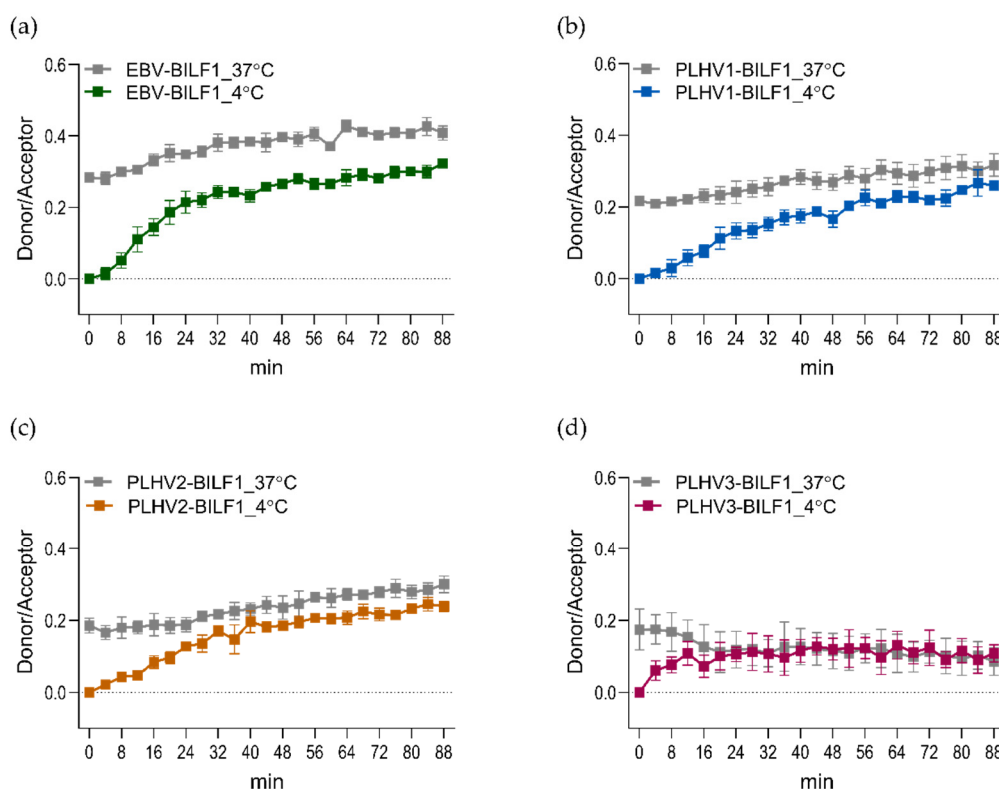 (a)
EBV-BILF1_37°C
EBV-BILF1_4°C
0.6
0.4
0.2
0.0
Donor/Acceptor
0 8 16 24 32 40 48 56 64 72 80 88
min
(b)
PLHV1-BILF1_37°C
PLHV1-BILF1_4°C
0.6
0.4
0.2
0.0
Donor/Acceptor
0 8 16 24 32 40 48 56 64 72 80 88
min
(c)
PLHV2-BILF1_37°C
PLHV2-BILF1_4°C
0.6
0.4
0.2
0.0
Donor/Acceptor
0 8 16 24 32 40 48 56 64 72 80 88
min
(d)
PLHV3-BILF1_37°C
PLHV3-BILF1_4°C
0.6
0.4
0.2
0.0
Donor/Acceptor
0 8 16 24 32 40 48 56 64 72 80 88
min